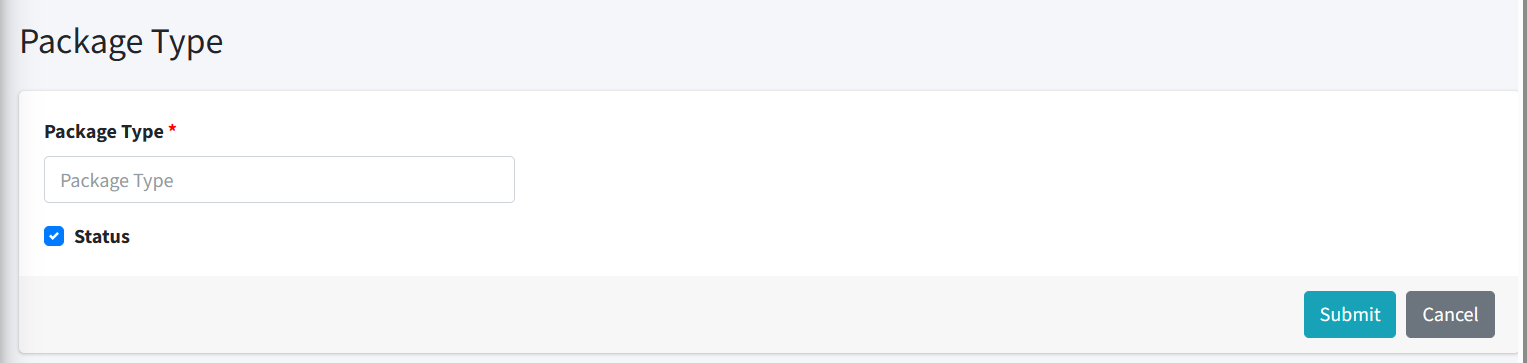 Package Type
Package Type *
Package Type
Status
Submit Cancel